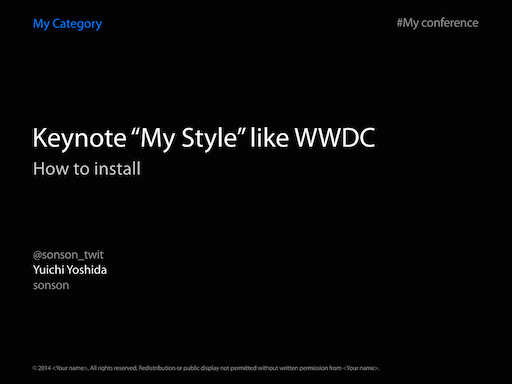 My Category
#My conference
Keynote “My Style” like WWDC
How to install
@sonson_twit
Yuichi Yoshida
sonson
© 2014 <Your name>, All rights reserved. Redistribution or public display not permitted without written permission from <Your name>.